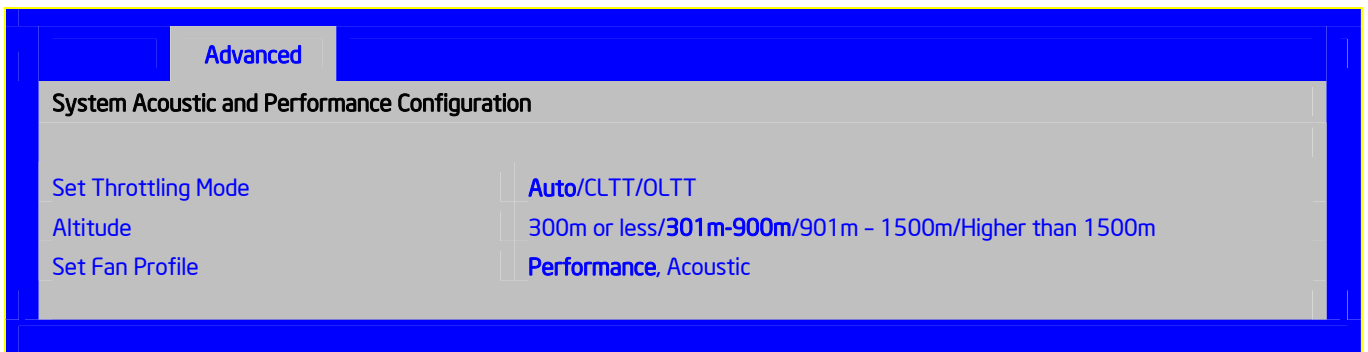 Advanced
System Acoustic and Performance Configuration
Set Throttling Mode Auto/CLTT/OLTT
Altitude 300m or less/301m-900m/901m – 1500m/Higher than 1500m
Set Fan Profile Performance, Acoustic